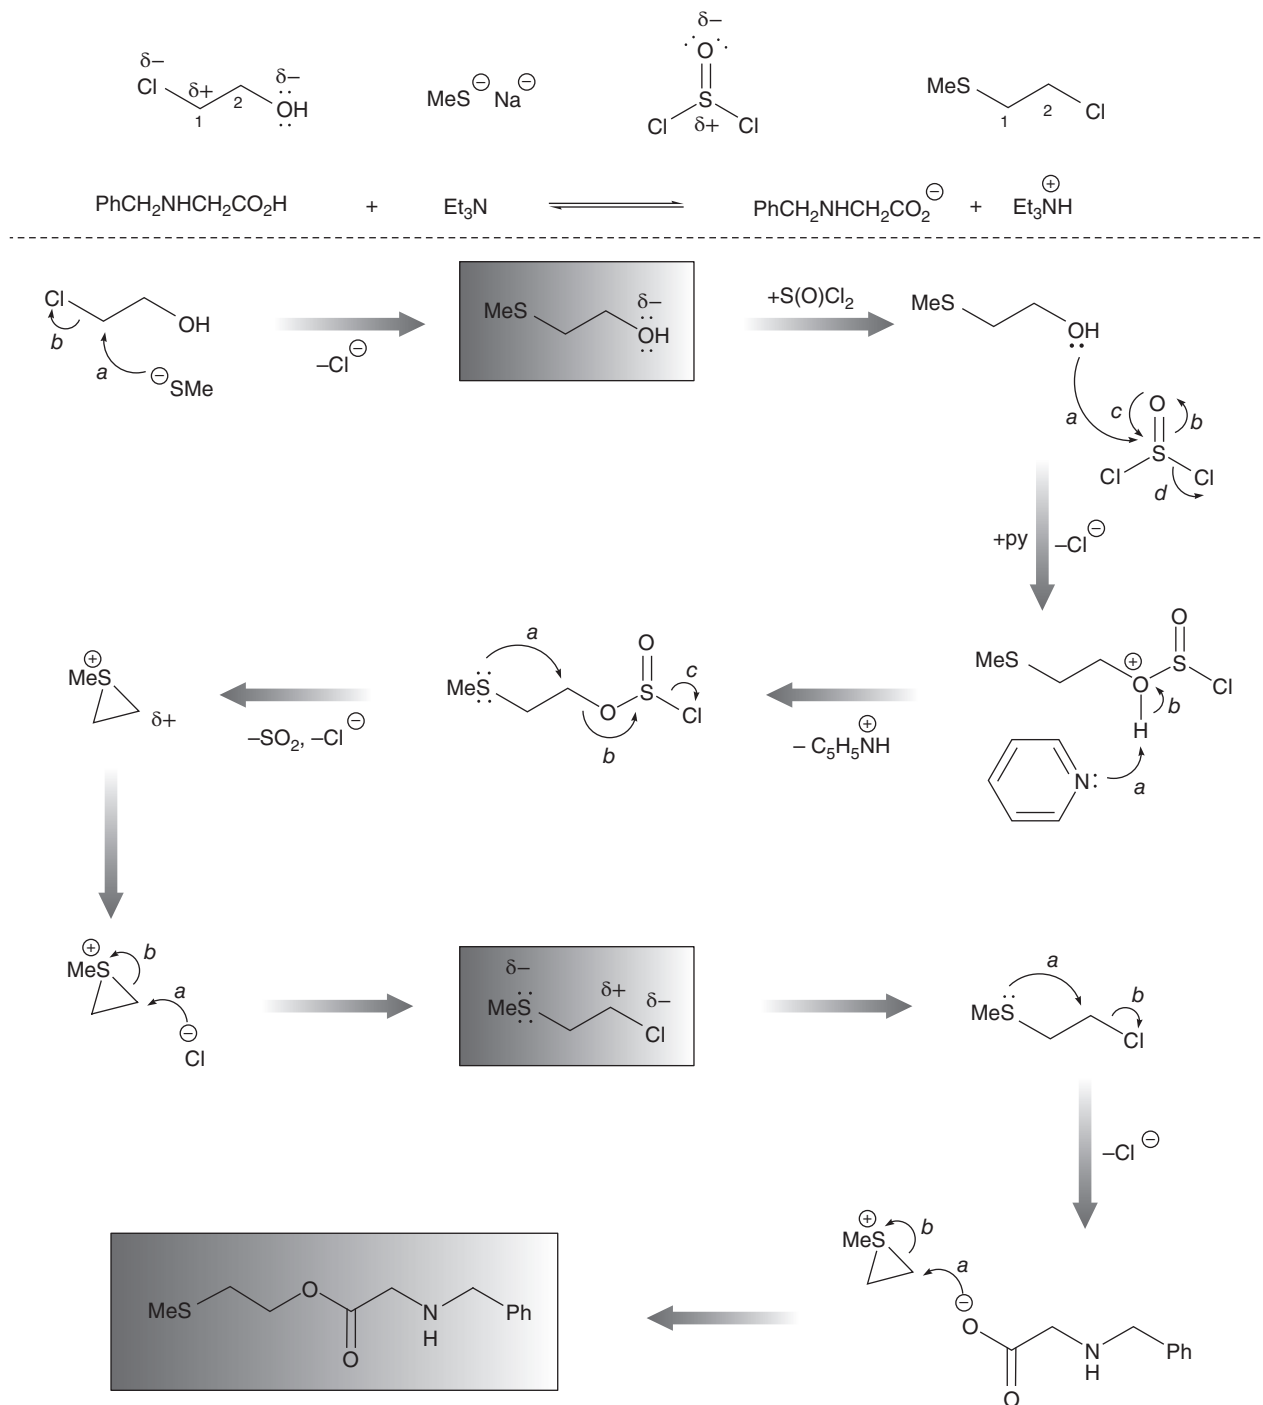 δ– δ– δ–
Cl δ+ 2 OH 1
MeS⊖ Na⊖
O S δ+ Cl Cl
MeS 1 2 Cl
PhCH₂NHCH₂CO₂H + Et₃N ⇌ PhCH₂NHCH₂CO₂⊖ + Et₃NH⊕
Cl b OH a ⊖SMe
–Cl⊖
MeS δ– OH
+S(O)Cl₂
MeS OH a c O b S Cl Cl d
+py –Cl⊖
MeS ⊕ O H b O S Cl N: a
– C₅H₅NH⊕
MeS a O b O S c Cl
–SO₂, –Cl⊖
⊕ MeS δ+
⊕ MeS b a ⊖ Cl
δ– MeS δ+ δ– Cl
MeS a b Cl
–Cl⊖
⊕ MeS b a ⊖ O O N H Ph
MeS O O N H Ph